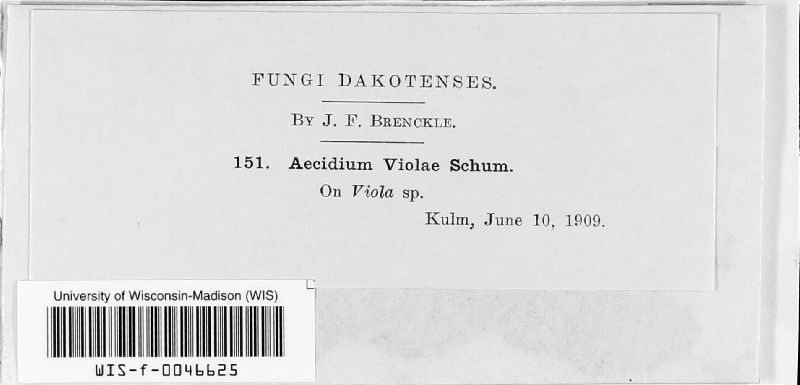 FUNGI DAKOTENSES.
BY J. F. BRENCKLE.
151. Aecidium Violae Schum.
On Viola sp.
Kulm, June 10, 1909.
University of Wisconsin-Madison (WIS)
WIS-f-0046625